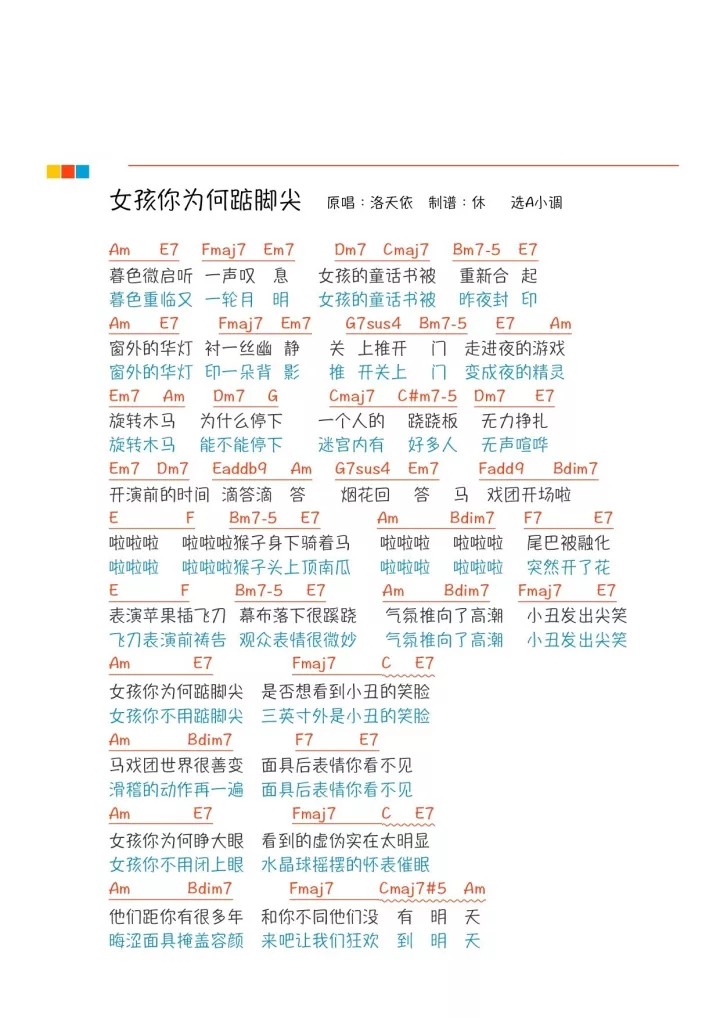 女孩你为何踮脚尖 原唱：洛天依 制谱：休 选A小调
Am E7 Fmaj7 Em7 Dm7 Cmaj7 Bm7-5 E7
暮色微启听 一声叹 息 女孩的童话书被 重新合 起
暮色重临又 一轮月 明 女孩的童话书被 昨夜封 印
Am E7 Fmaj7 Em7 G7sus4 Bm7-5 E7 Am
窗外的华灯 衬一丝幽 静 关 上推开 门 走进夜的游戏
窗外的华灯 印一朵背 影 推 开关上 门 变成夜的精灵
Em7 Am Dm7 G Cmaj7 C#m7-5 Dm7 E7
旋转木马 为什么停下 一个人的 跷跷板 无力挣扎
旋转木马 能不能停下 迷宫内有 好多人 无声喧哗
Em7 Dm7 Eaddb9 Am G7sus4 Em7 Fadd9 Bdim7
开演前的时间 滴答滴 答 烟花回 答 马 戏团开场啦
E F Bm7-5 E7 Am Bdim7 F7 E7
啦啦啦 啦啦啦猴子身下骑着马 啦啦啦 啦啦啦 尾巴被融化
啦啦啦 啦啦啦猴子头上顶南瓜 啦啦啦 啦啦啦 突然开了花
E F Bm7-5 E7 Am Bdim7 Fmaj7 E7
表演苹果插飞刀 幕布落下很蹊跷 气氛推向了高潮 小丑发出尖笑
飞刀表演前祷告 观众表情很微妙 气氛推向了高潮 小丑发出尖笑
Am E7 Fmaj7 C E7
女孩你为何踮脚尖 是否想看到小丑的笑脸
女孩你不用踮脚尖 三英寸外是小丑的笑脸
Am Bdim7 F7 E7
马戏团世界很善变 面具后表情你看不见
滑稽的动作再一遍 面具后表情你看不见
Am E7 Fmaj7 C E7
女孩你为何睁大眼 看到的虚伪实在太明显
女孩你不用闭上眼 水晶球摇摆的怀表催眠
Am Bdim7 Fmaj7 Cmaj7#5 Am
他们距你有很多年 和你不同他们没 有 明 天
晦涩面具掩盖容颜 来吧让我们狂欢 到 明 天